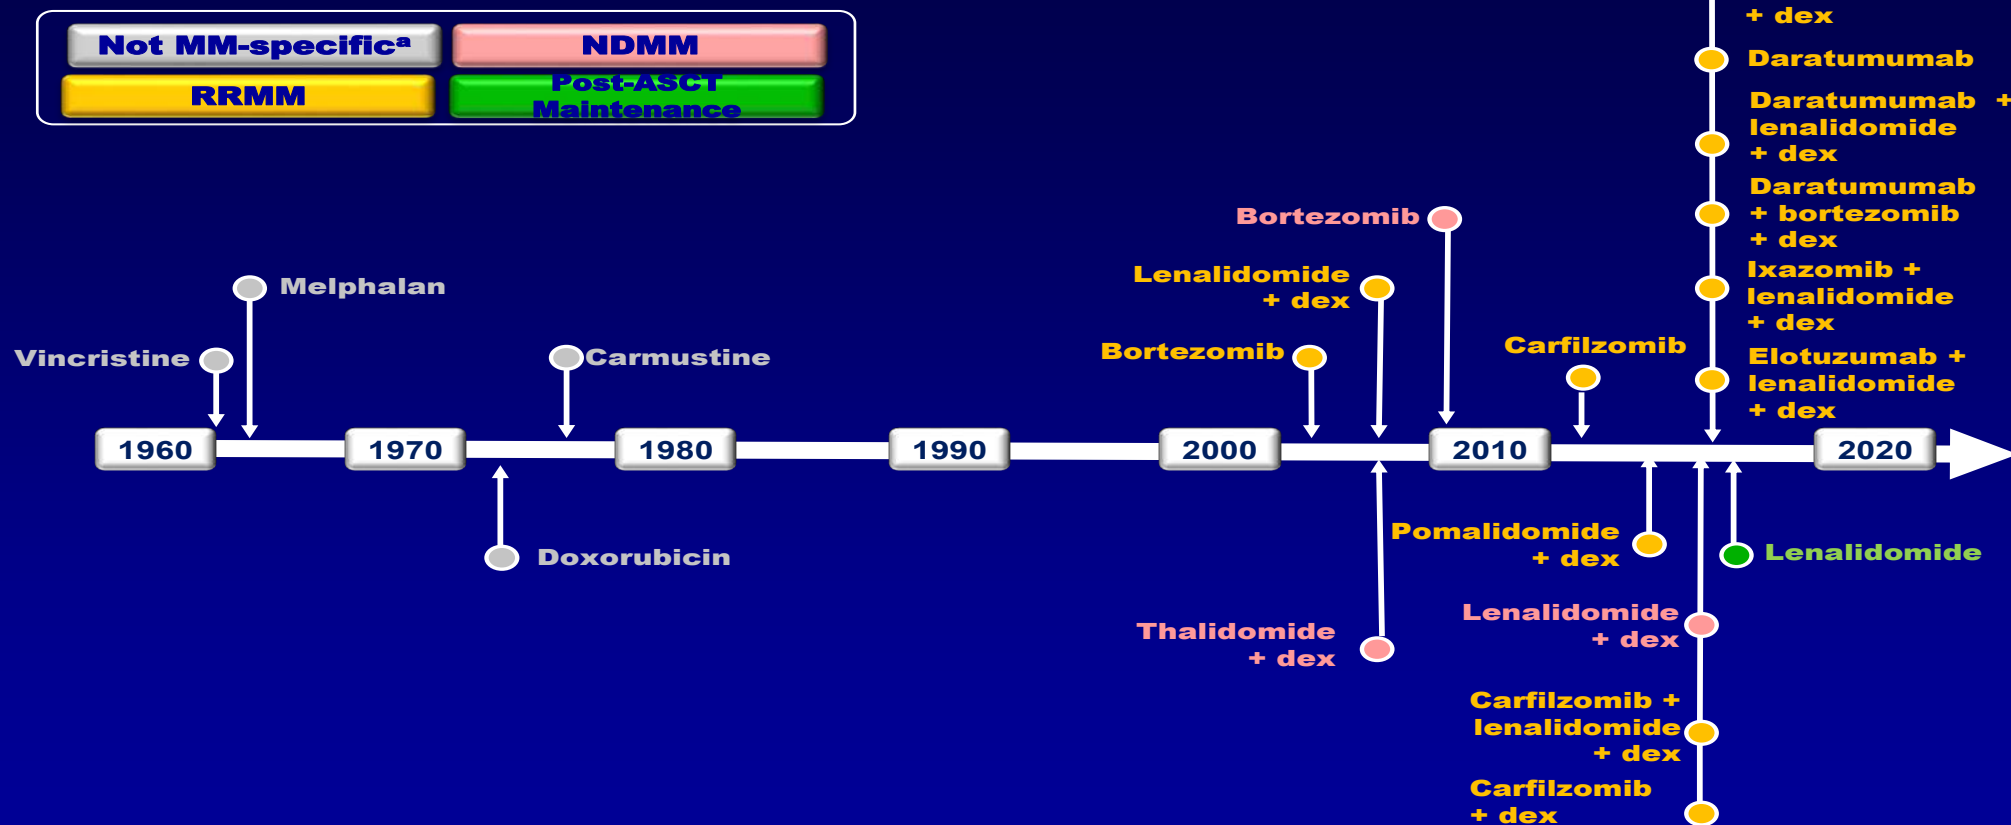 Not MM-specificª
NDMM
RRMM
Post-ASCT
Maintenance
+ dex
Daratumumab
Daratumumab +
lenalidomide
+ dex
Daratumumab
+ bortezomib
+ dex
Ixazomib +
lenalidomide
+ dex
Elotuzumab +
lenalidomide
+ dex
Bortezomib
Lenalidomide
+ dex
Bortezomib
Carfilzomib
Melphalan
Vincristine
Carmustine
1960
1970
1980
1990
2000
2010
2020
Doxorubicin
Pomalidomide
+ dex
Lenalidomide
Thalidomide
+ dex
Lenalidomide
+ dex
Carfilzomib +
lenalidomide
+ dex
Carfilzomib
+ dex